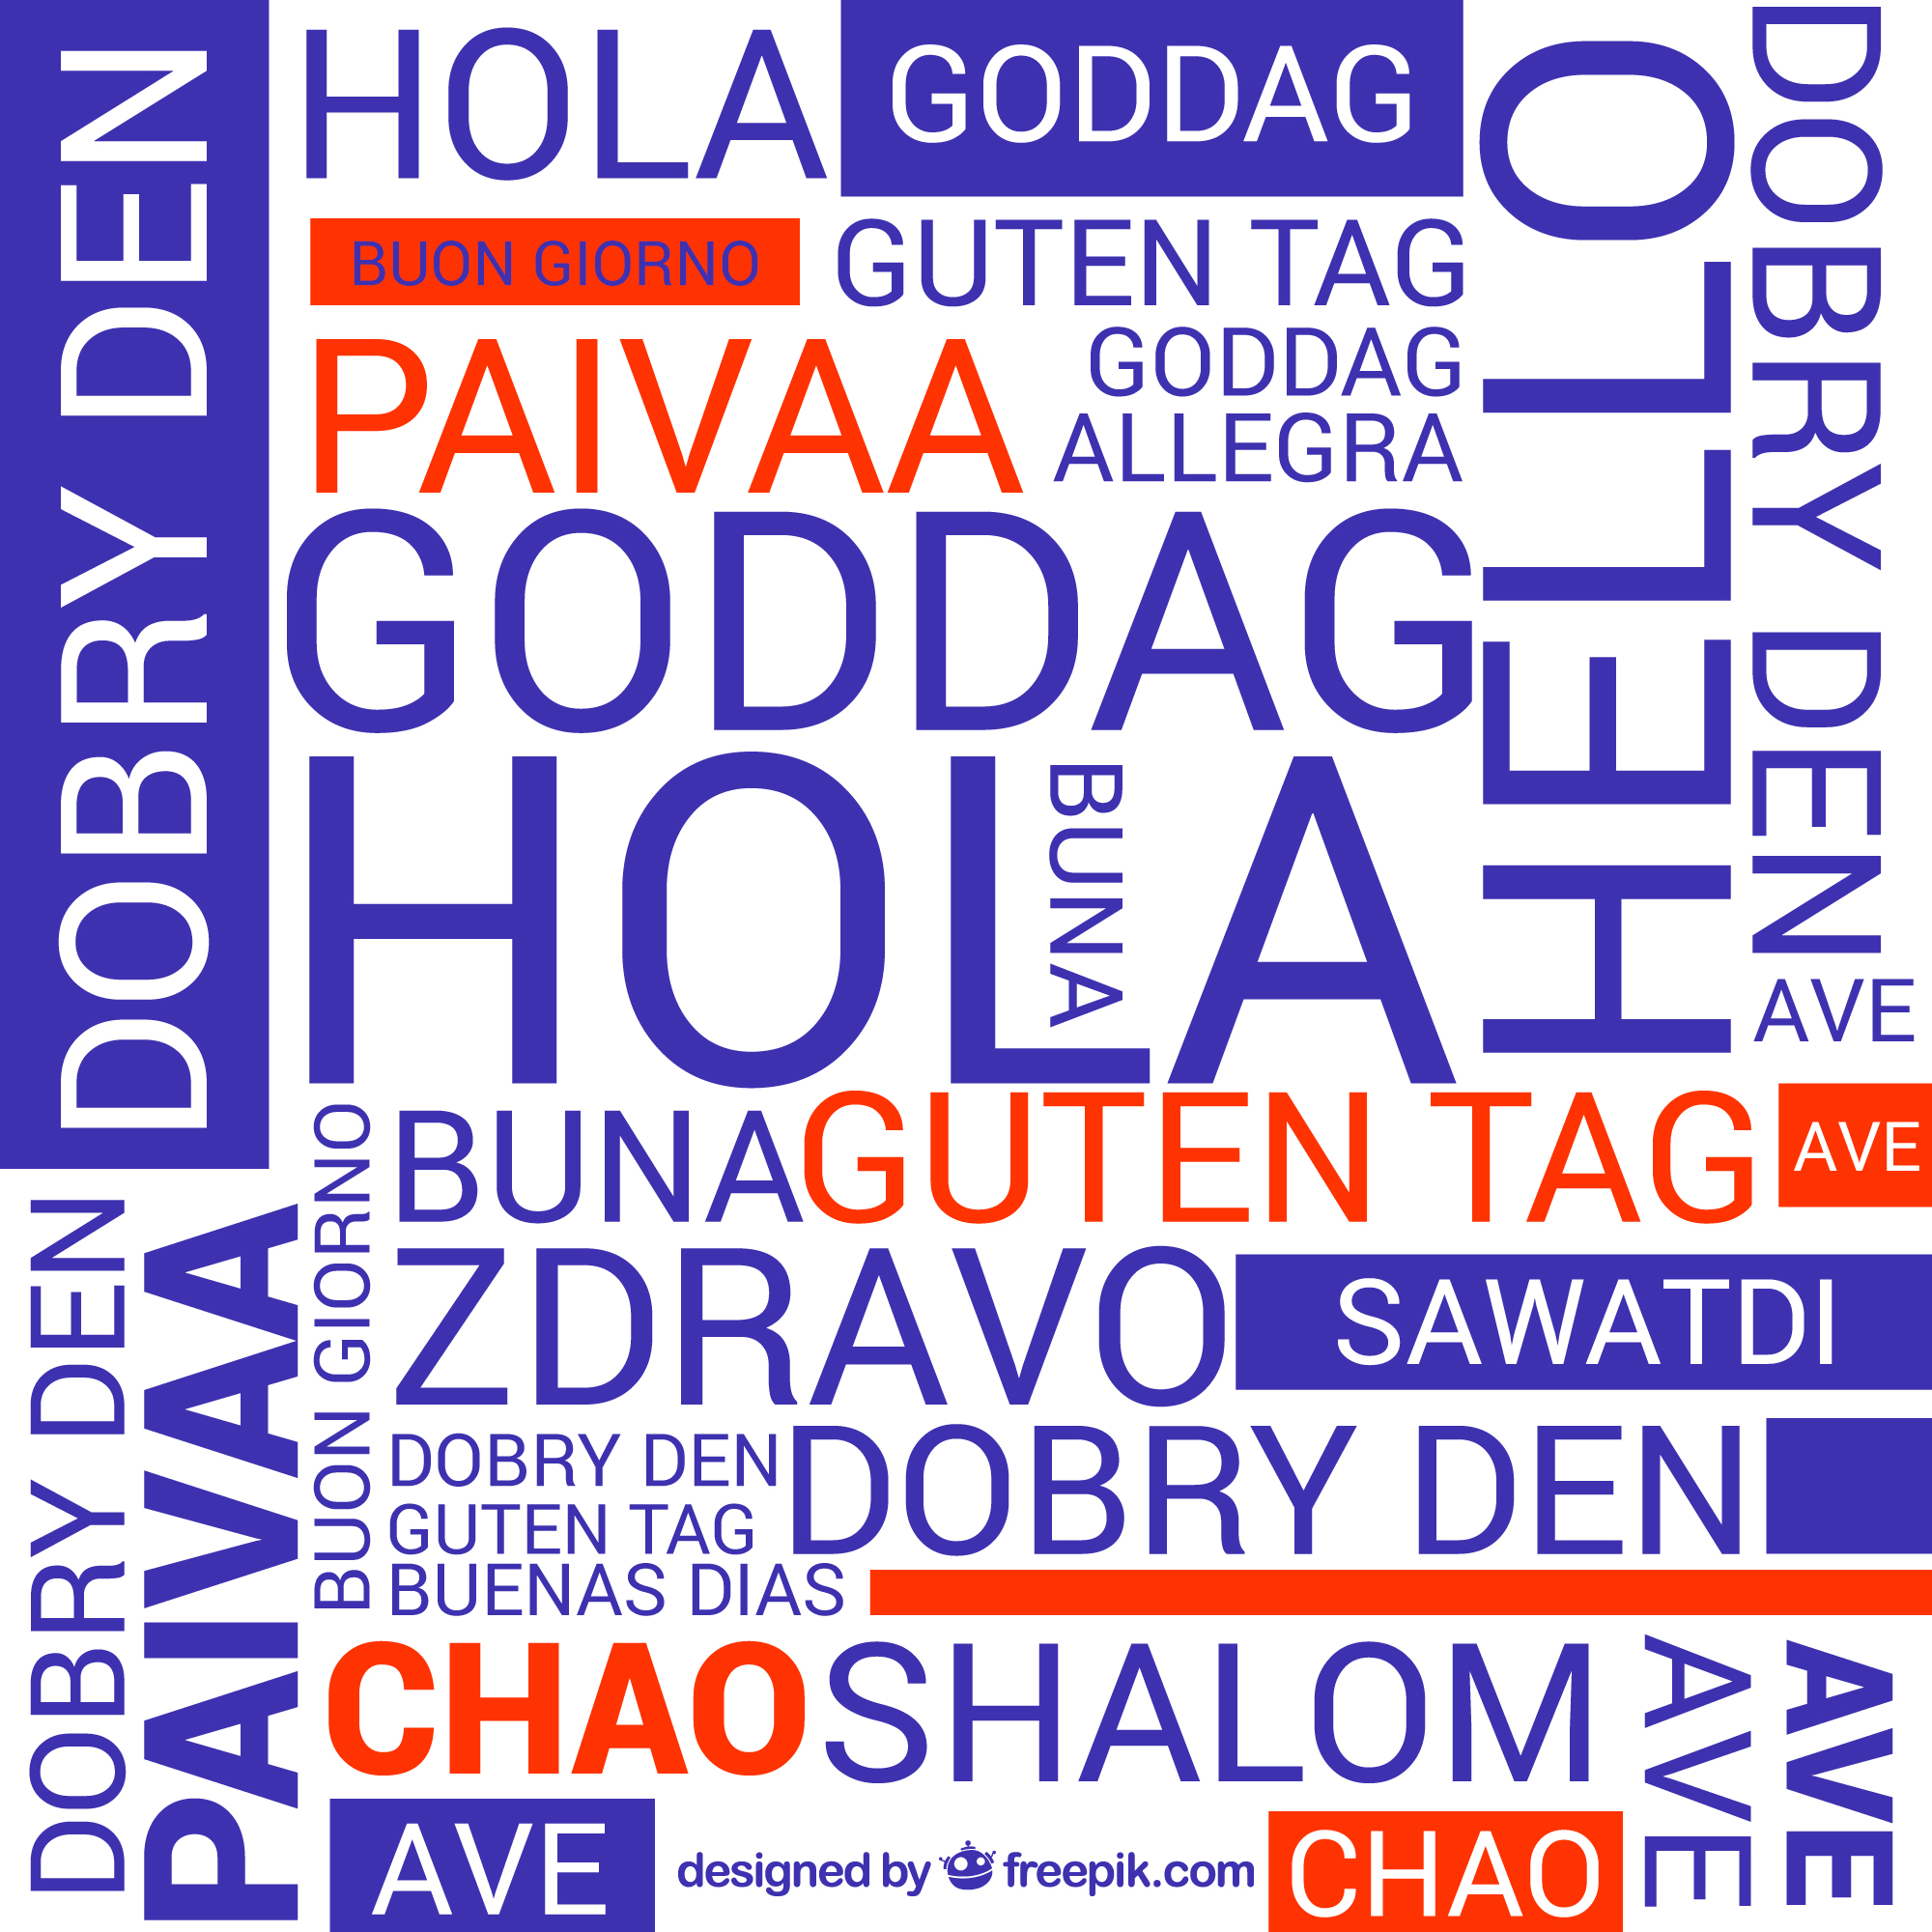 DOBRY DEN
HOLA
GODDAG
HELLO
DOBRY DEN
BUON GIORNO
GUTEN TAG
PAIVAA
GODDAG
ALLEGRA
GODDAG
HOLA
BUNA
AVE
BUON GIORNO
BUNA
GUTEN TAG
AVE
DOBRY DEN
PAIVAA
ZDRAVO
SAWATDI
DOBRY DEN
DOBRY DEN
GUTEN TAG
BUENAS DIAS
CHAO
SHALOM
AVE
AVE
AVE
designed by freepik.com
CHAO